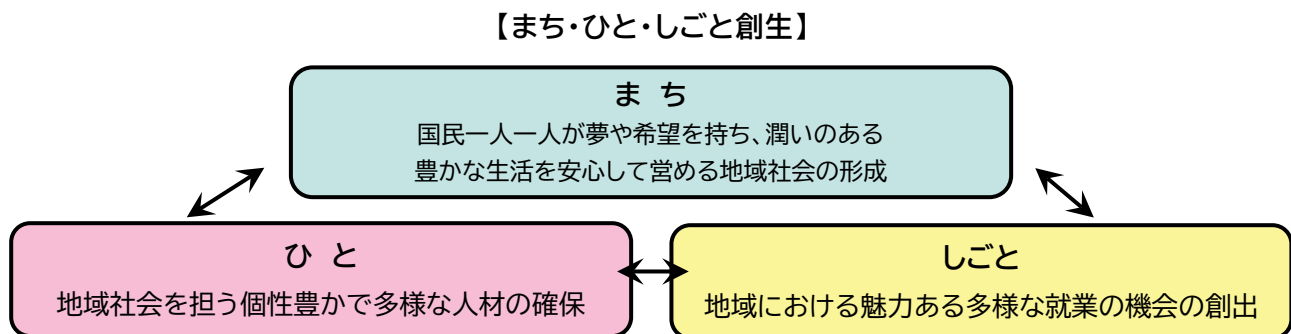 【まち・ひと・しごと創生】
まち
国民一人一人が夢や希望を持ち、潤いのある
豊かな生活を安心して営める地域社会の形成
ひと
地域社会を担う個性豊かで多様な人材の確保
しごと
地域における魅力ある多様な就業の機会の創出